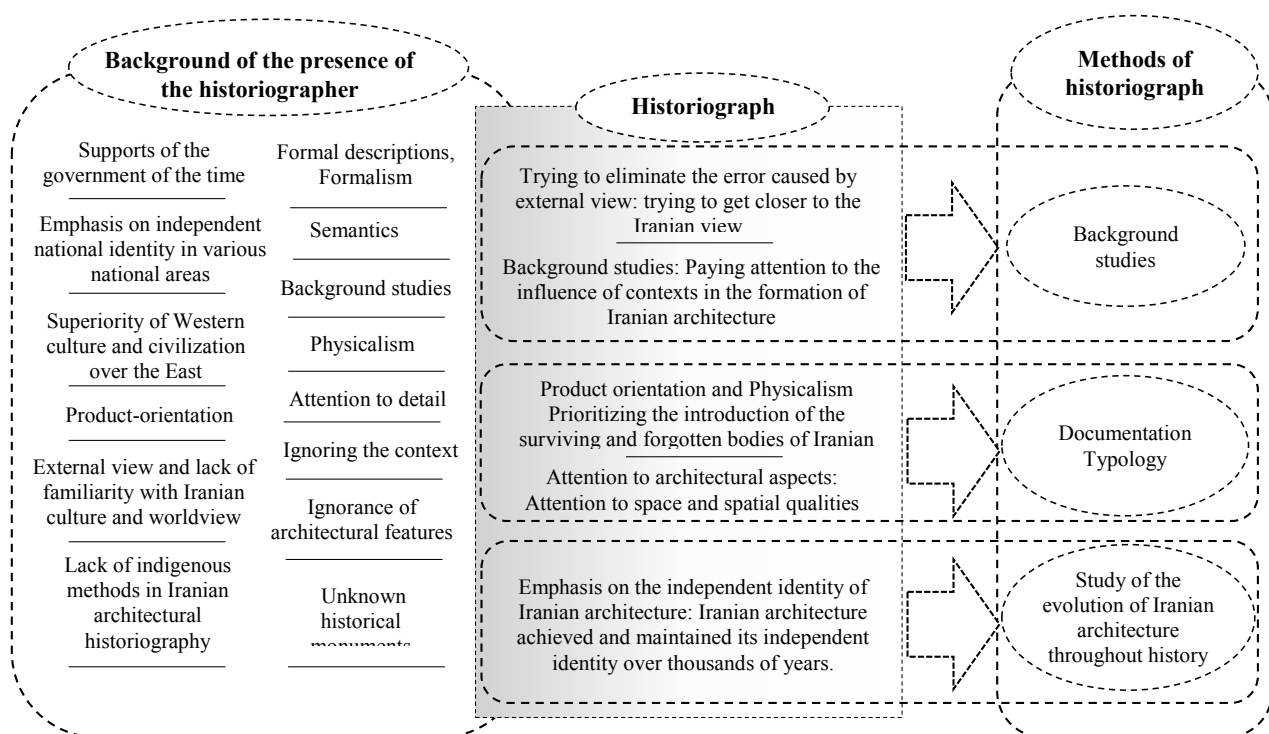 Background of the presence of
the historiographer
Supports of the
government of the time
Emphasis on independent
national identity in various
national areas
Superiority of Western
culture and civilization
over the East
Product-orientation
External view and lack of
familiarity with Iranian
culture and worldview
Lack of indigenous
methods in Iranian
architectural
historiography
Formal descriptions,
Formalism
Semantics
Background studies
Physicalism
Attention to detail
Ignoring the context
Ignorance of
architectural features
Unknown
historical
monuments
Historiograph
Trying to eliminate the error caused by
external view: trying to get closer to the
Iranian view
Background studies: Paying attention to the
influence of contexts in the formation of
Iranian architecture
Product orientation and Physicalism
Prioritizing the introduction of the
surviving and forgotten bodies of Iranian
Attention to architectural aspects:
Attention to space and spatial qualities
Emphasis on the independent identity of
Iranian architecture: Iranian architecture
achieved and maintained its independent
identity over thousands of years.
Methods of
historiograph
Background
studies
Documentation
Typology
Study of the
evolution of Iranian
architecture
throughout history